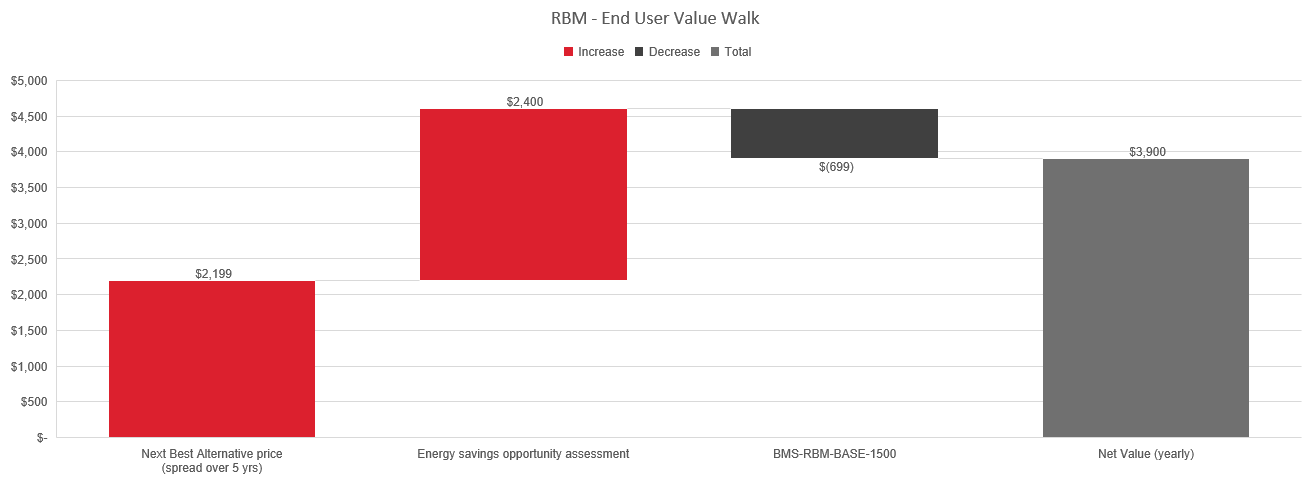 RBM - End User Value Walk
Increase Decrease Total
$5,000
$4,500
$4,000
$3,500
$3,000
$2,500
$2,000
$1,500
$1,000
$500
$-
$2,199
$2,400
$(699)
$3,900
Next Best Alternative price
(spread over 5 yrs)
Energy savings opportunity assessment
BMS-RBM-BASE-1500
Net Value (yearly)